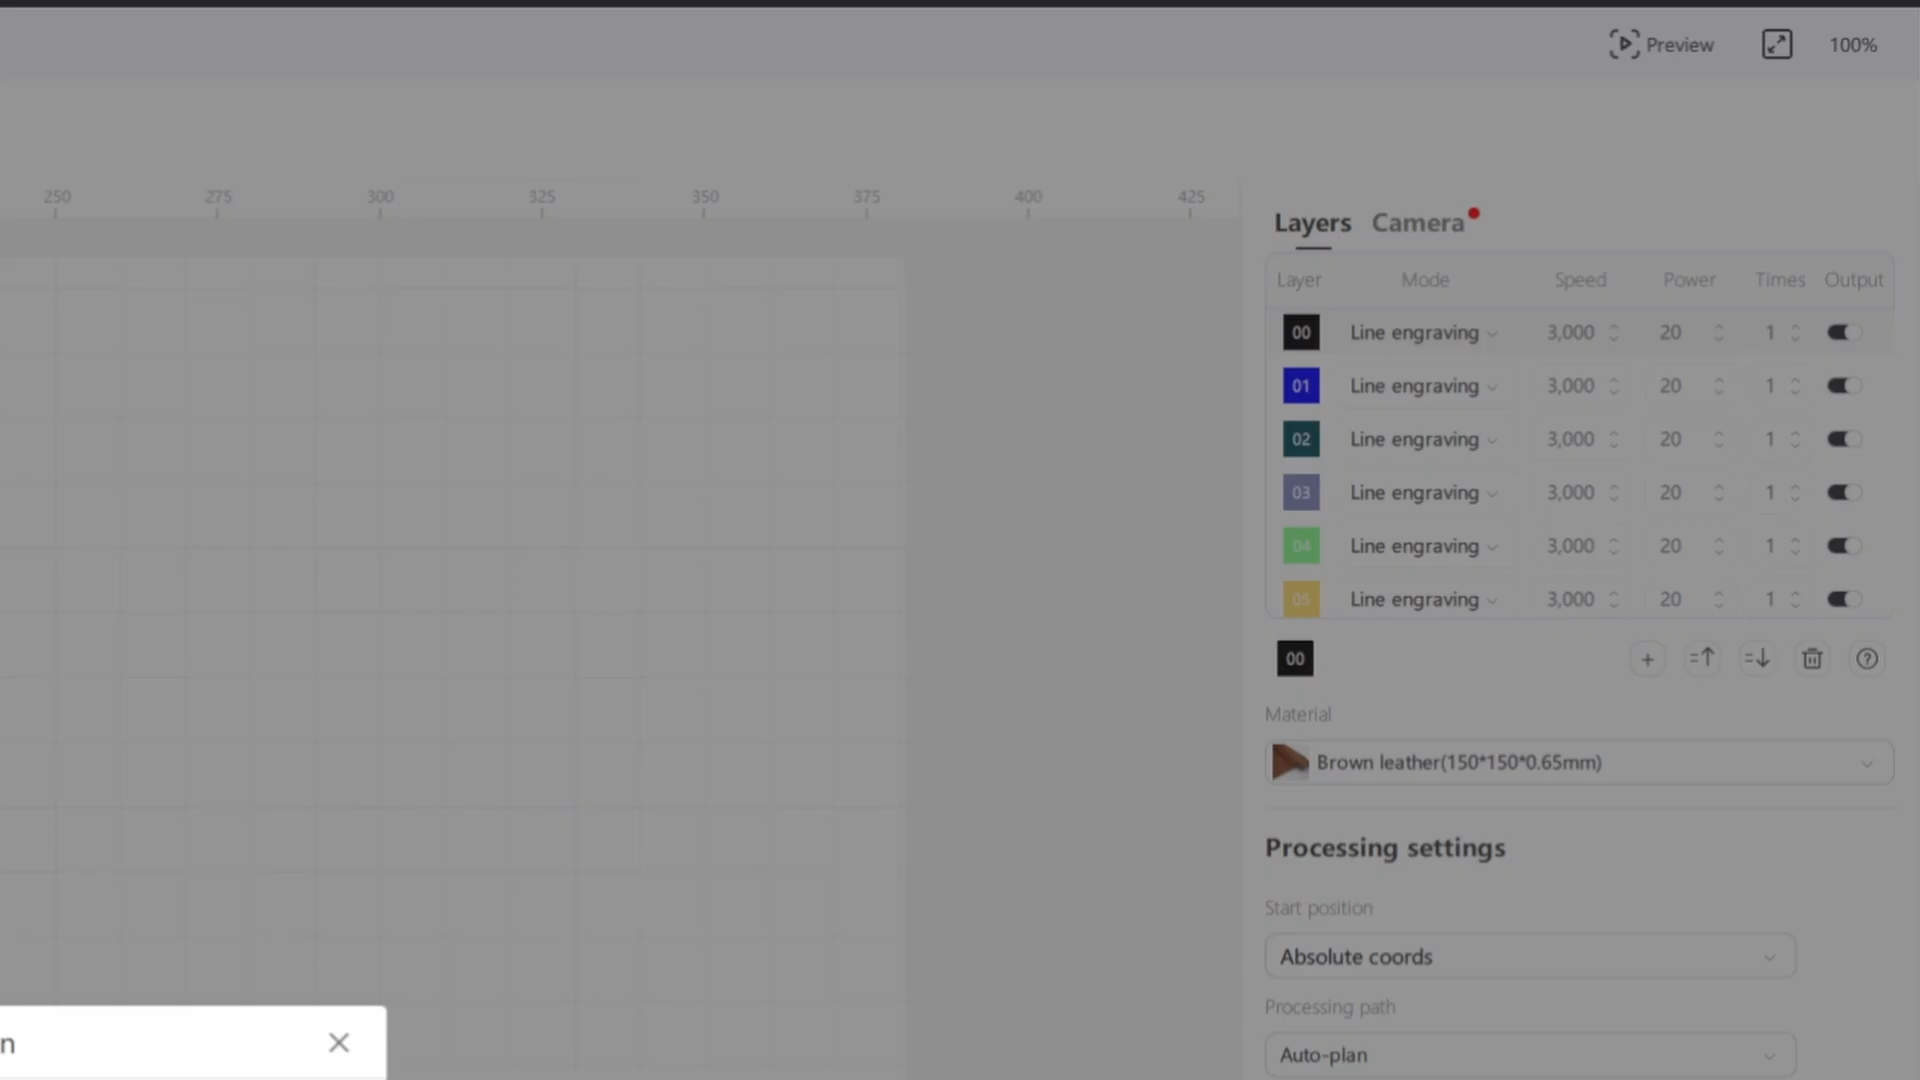 Preview 100%
250 275 300 325 350 375 400 425
Layers Camera
Layer Mode Speed Power Times Output
00 Line engraving 3,000 20 1
01 Line engraving 3,000 20 1
02 Line engraving 3,000 20 1
03 Line engraving 3,000 20 1
04 Line engraving 3,000 20 1
05 Line engraving 3,000 20 1
00
Material
Brown leather(150*150*0.65mm)
Processing settings
Start position
Absolute coords
Processing path
n
Auto-plan